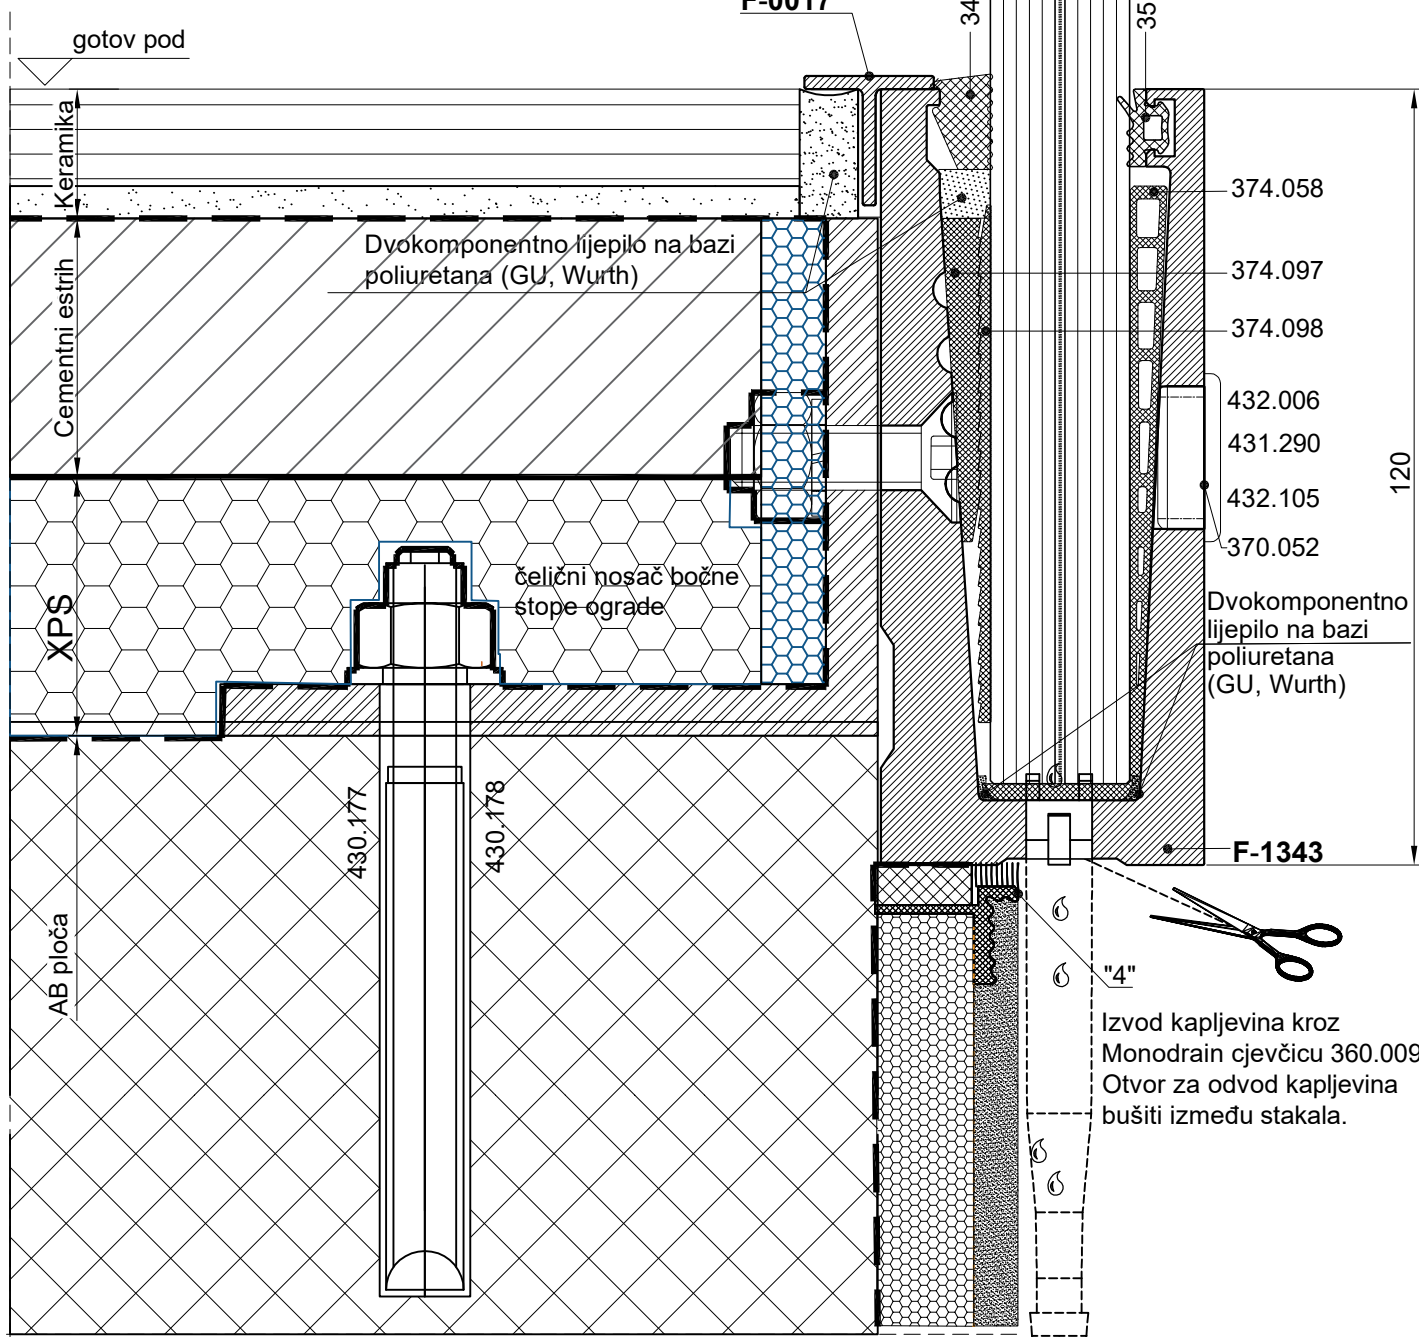 F-0017
34
35
gotov pod
Keramika
374.058
Dvokomponentno lijepilo na bazi
poliuretana (GU, Wurth)
374.097
374.098
Cementni estrih
432.006
431.290
432.105
370.052
120
čelični nosač bočne
stope ograde
XPS
Dvokomponentno
lijepilo na bazi
poliuretana
(GU, Wurth)
430.177
430.178
F-1343
AB ploča
"4"
Izvod kapljevina kroz
Monodrain cjevčicu 360.009
Otvor za odvod kapljevina
bušiti između stakala.